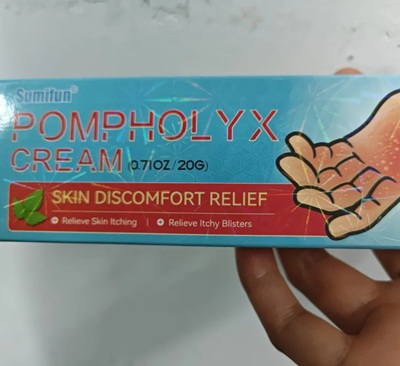 Sumifun®
POMPHOLYX
CREAM (0.71OZ/20G)
SKIN DISCOMFORT RELIEF
Relieve Skin Itching | Relieve Itchy Blisters